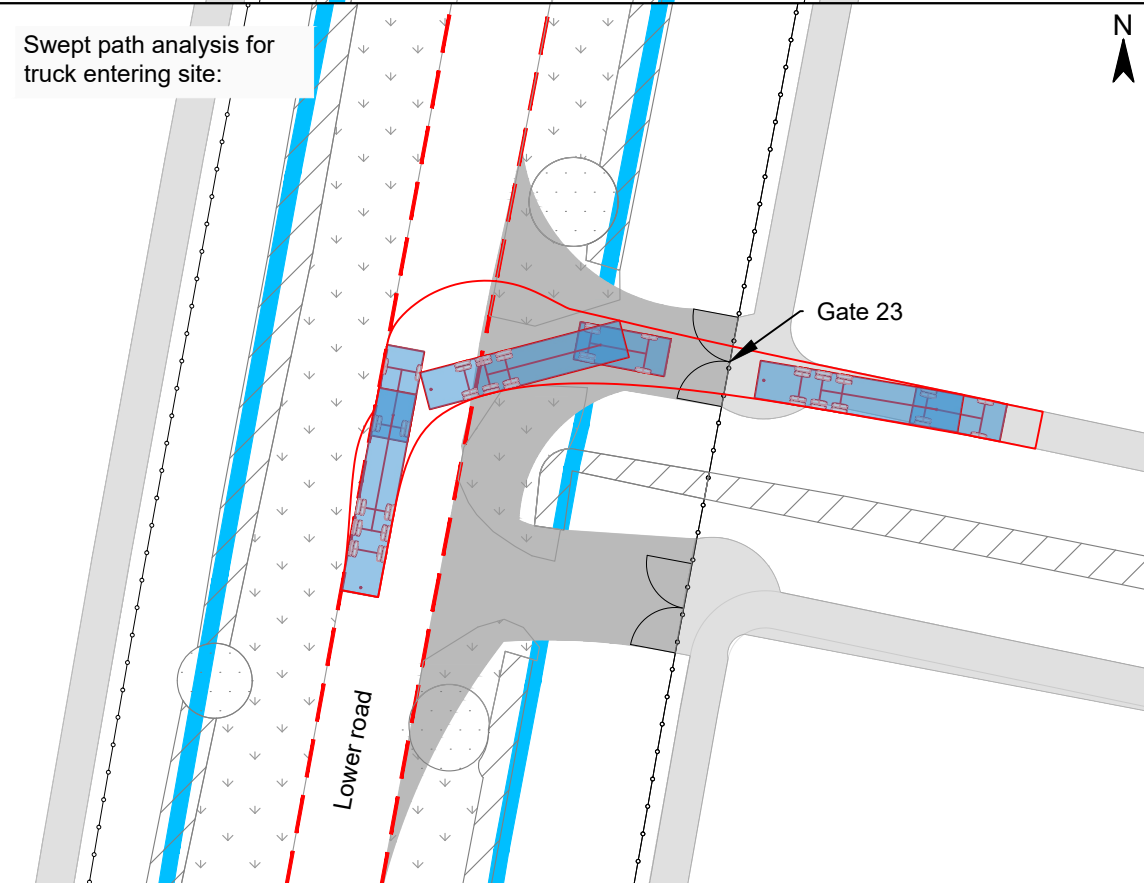 Swept path analysis for
truck entering site:
N
Gate 23
Lower road